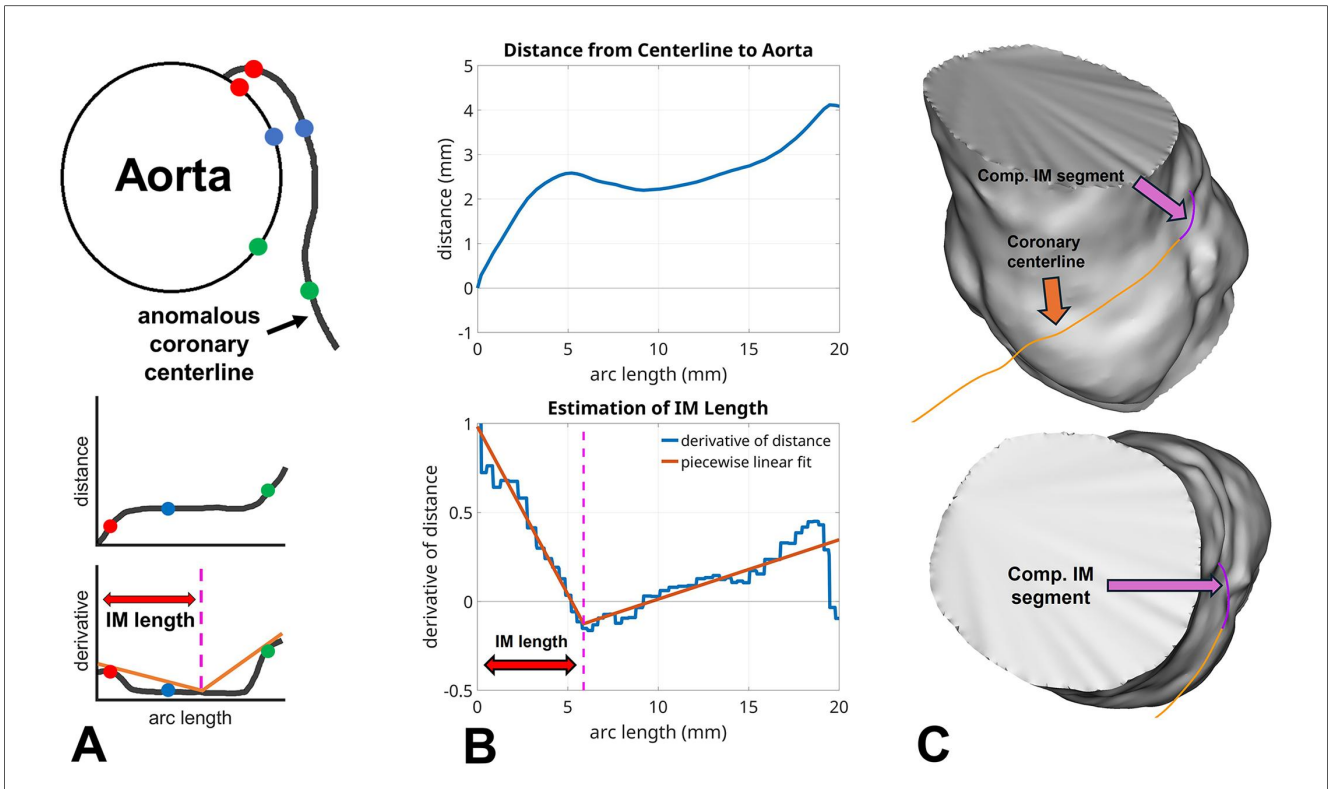 Aorta
anomalous
coronary
centerline
distance
IM length
derivative
arc length
A
Distance from Centerline to Aorta
5
4
3
2
1
0
-1
distance (mm)
0 5 10 15 20
arc length (mm)
Estimation of IM Length
1
0.5
0
-0.5
derivative of distance
derivative of distance
piecewise linear fit
IM length
0 5 10 15 20
arc length (mm)
B
Comp. IM segment
Coronary
centerline
Comp. IM
segment
C